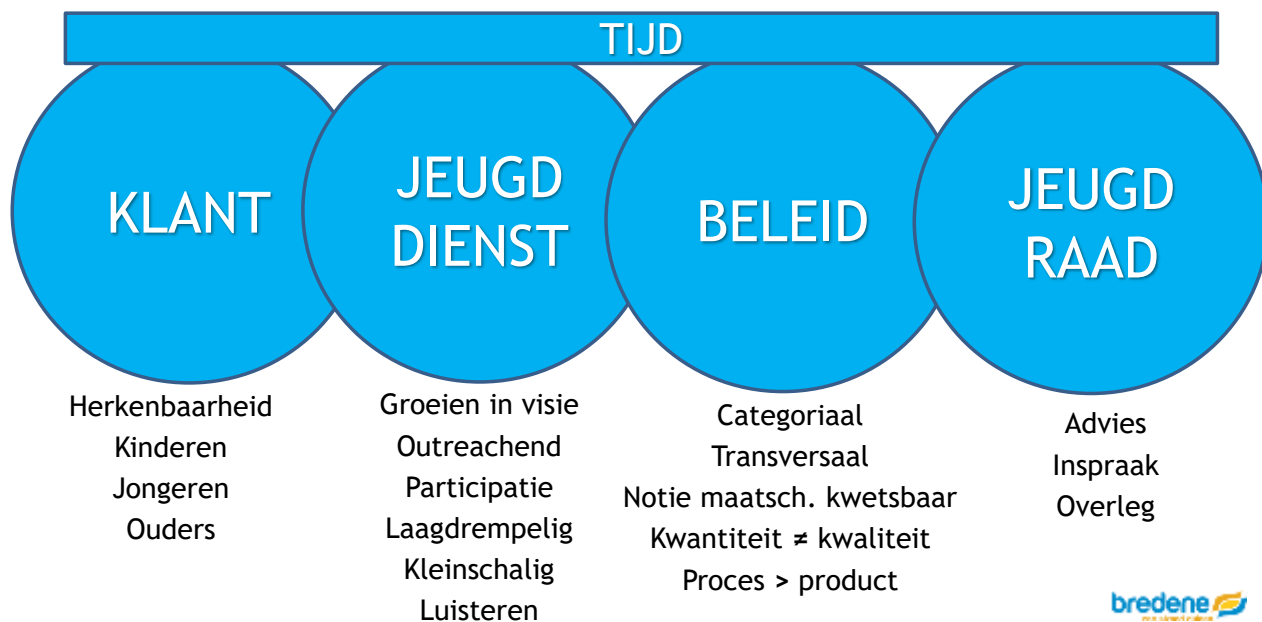 TIJD
KLANT
JEUGD
DIENST
BELEID
JEUGD
RAAD
Herkenbaarheid
Kinderen
Jongeren
Ouders
Groeien in visie
Outreachend
Participatie
Laagdrempelig
Kleinschalig
Luisteren
Categoriaal
Transversaal
Notie maatsch. kwetsbaar
Kwantiteit ≠ kwaliteit
Proces > product
Advies
Inspraak
Overleg
bredene